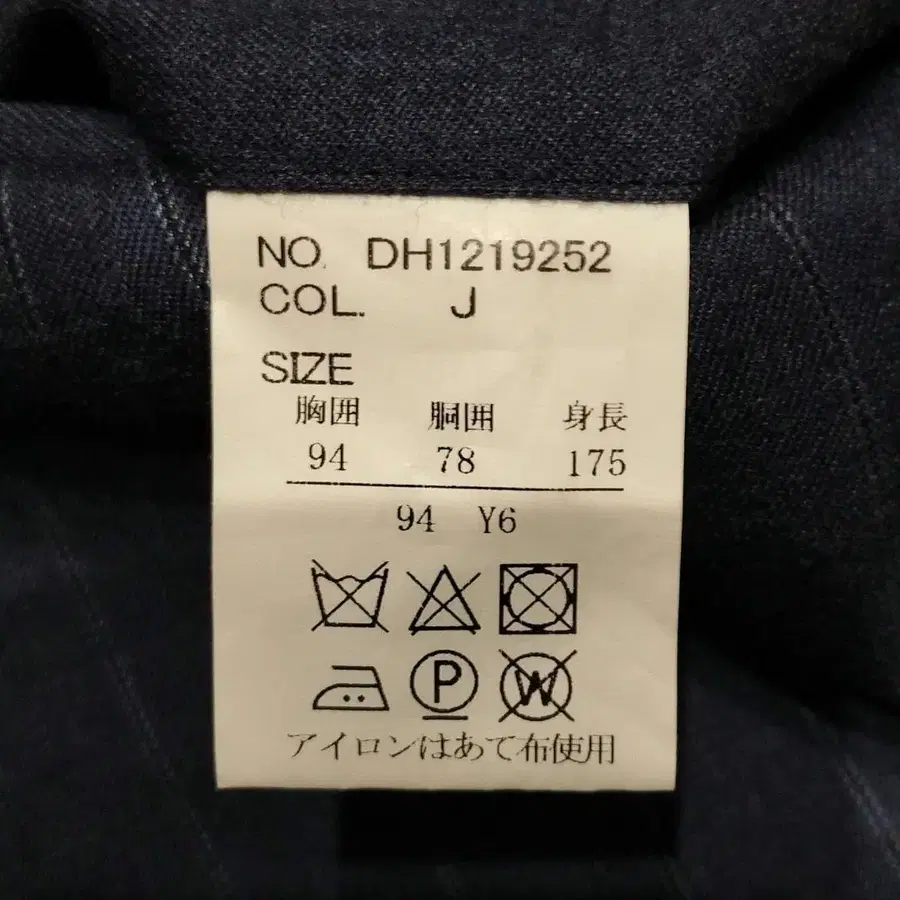 NO. DH1219252
COL. J
SIZE
胸囲 胴囲 身長
94 78 175
94 Y6
P W
アイロンはあて布使用